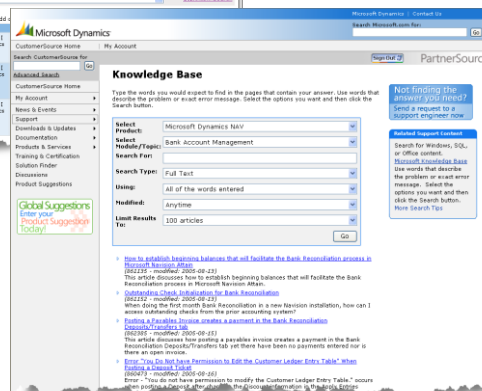 Microsoft Dynamics | Contact Us
Microsoft Dynamics
Search Microsoft.com for:
Go
CustomerSource Home | My Account
Search CustomerSource for
Go
Advanced Search
Sign Out
PartnerSourc
CustomerSource Home
My Account
News & Events
Support
Downloads & Updates
Documentation
Products & Services
Training & Certification
Solution Finder
Discussions
Product Suggestions
Global Suggestions
Enter your
Product Suggestion
Today!
Knowledge Base
Type the words you would expect to find in the pages that contain your answer. Use words that
describe the problem or exact error message. Select the options you want and then click the
Search button.
Select Product: Microsoft Dynamics NAV
Select Module/Topic: Bank Account Management
Search For:
Search Type: Full Text
Using: All of the words entered
Modified: Anytime
Limit Results To: 100 articles
Go
How to establish beginning balances that will facilitate the Bank Reconciliation process in
Microsoft Navision Attain
(861135 - modified: 2005-08-13)
This article discusses how to establish beginning balances that will facilitate the Bank
Reconciliation process in Microsoft Navision Attain.
Outstanding Check Initialization for Bank Reconciliation
(861152 - modified: 2005-08-13)
When doing the first month Bank Reconciliation in a new Navision installation, how can I
access outstanding checks from the prior accounting system?
Posting a Payables Invoice creates a payment in the Bank Reconciliation
Deposits/Transfers tab
(862385 - modified: 2005-08-15)
This article discusses how posting a payables invoice creates a payment in the Bank
Reconciliation Deposits/Transfers tab yet there have been no payments entered nor is
there an open invoice.
Error "You Do not have Permission to Edit the Customer Ledger Entry Table" When
Posting a Deposit Ticket
(860473 - modified: 2005-08-16)
Error - "You do not have permission to modify the Customer Ledger Entry Table." occurs
Not finding the
answer you need?
Send a request to a
support engineer now
Related Support Content
Search for Windows, SQL,
or Office content.
Microsoft Knowledge Base
Use words that describe
the problem or exact error
message. Select the
options you want and then
click the Search button.
More Search Tips